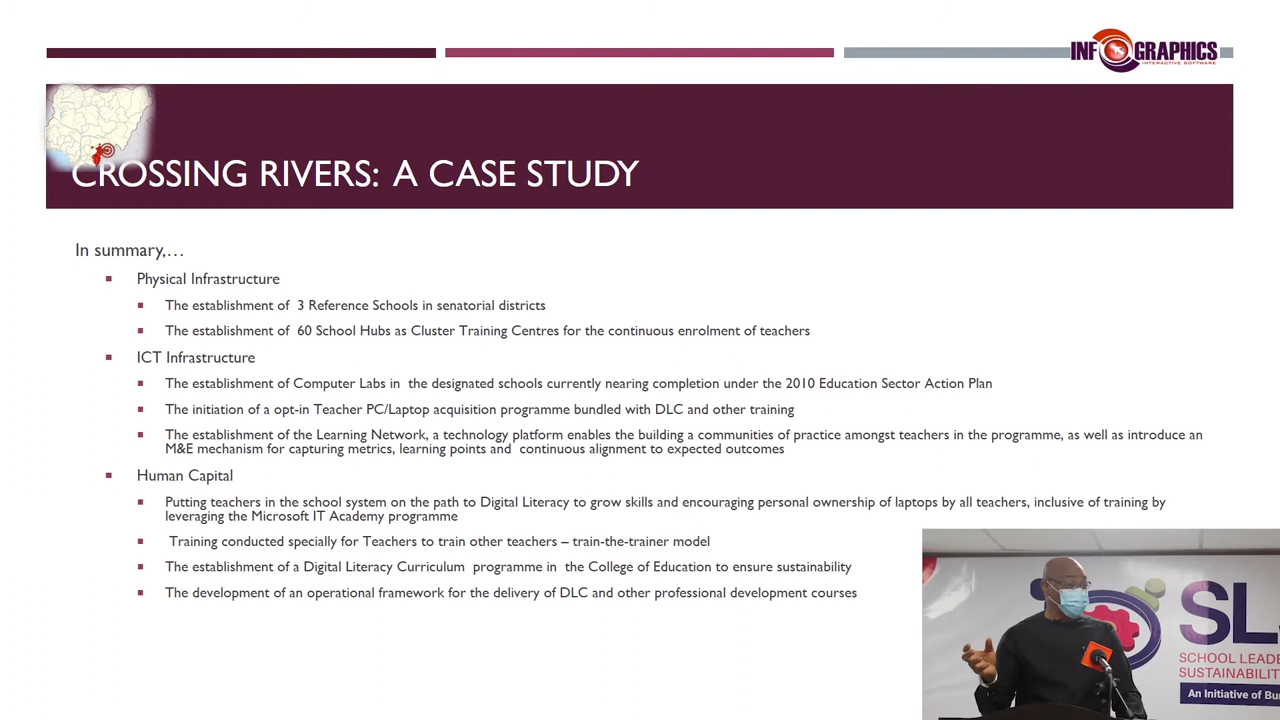 INFOGRAPHICS
INTERACTIVE SOFTWARE
CROSSING RIVERS: A CASE STUDY
In summary,...
Physical Infrastructure
The establishment of 3 Reference Schools in senatorial districts
The establishment of 60 School Hubs as Cluster Training Centres for the continuous enrolment of teachers
ICT Infrastructure
The establishment of Computer Labs in the designated schools currently nearing completion under the 2010 Education Sector Action Plan
The initiation of a opt-in Teacher PC/Laptop acquisition programme bundled with DLC and other training
The establishment of the Learning Network, a technology platform enables the building a communities of practice amongst teachers in the programme, as well as introduce an
M&E mechanism for capturing metrics, learning points and continuous alignment to expected outcomes
Human Capital
Putting teachers in the school system on the path to Digital Literacy to grow skills and encouraging personal ownership of laptops by all teachers, inclusive of training by
leveraging the Microsoft IT Academy programme
Training conducted specially for Teachers to train other teachers – train-the-trainer model
The establishment of a Digital Literacy Curriculum programme in the College of Education to ensure sustainability
The development of an operational framework for the delivery of DLC and other professional development courses
SL
SCHOOL LEADE
SUSTAINABILIT
An Initiative of Bu